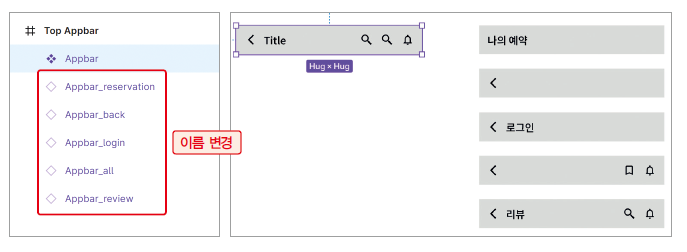 Top Appbar
Appbar
Appbar_reservation
Appbar_back
Appbar_login
Appbar_all
Appbar_review
이름 변경
Title
Hug × Hug
나의 예약
로그인
리뷰